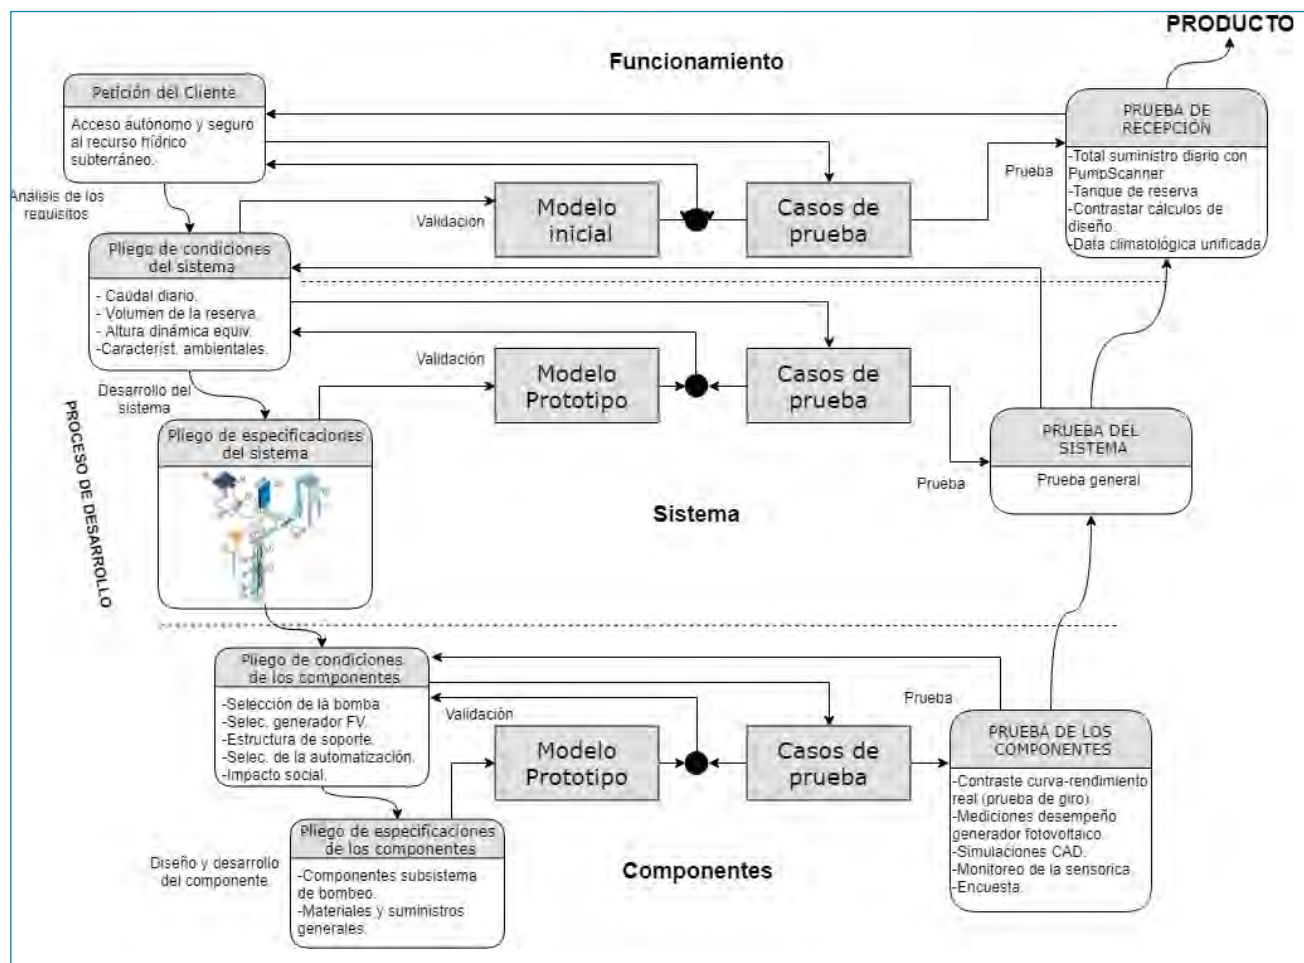 PRODUCTO
Funcionamiento
Petición del Cliente
Acceso autónomo y seguro
al recurso hídrico
subterráneo.
PRUEBA DE
RECEPCIÓN
-Total suministro diario con
PumpScanner
-Tanque de reserva
-Contrastar cálculos de
diseño.
-Data climatológica unificada
Prueba
Análisis de los
requisitos
Validación
Modelo
inicial
Casos de
prueba
Pliego de condiciones
del sistema
- Caudal diario.
- Volumen de la reserva.
- Altura dinámica equiv.
-Característ. ambientales.
Validación
Modelo
Prototipo
Casos de
prueba
Desarrollo del
sistema
PROCESO DE DESARROLLO
Pliego de especificaciones
del sistema
PRUEBA DEL
SISTEMA
Prueba general
Prueba
Sistema
Pliego de condiciones
de los componentes
-Selección de la bomba
-Selec. generador FV.
-Estructura de soporte.
-Selec. de la automatización.
-Impacto social.
Validación
Modelo
Prototipo
Casos de
prueba
Prueba
PRUEBA DE LOS
COMPONENTES
-Contraste curva-rendimiento
real (prueba de giro).
-Mediciones desempeño
generador fotovoltaico.
-Simulaciones CAD.
-Monitoreo de la sensorica.
-Encuesta.
Diseño y desarrollo
del componente
Pliego de especificaciones
de los componentes
-Componentes subsistema
de bombeo.
-Materiales y suministros
generales.
Componentes